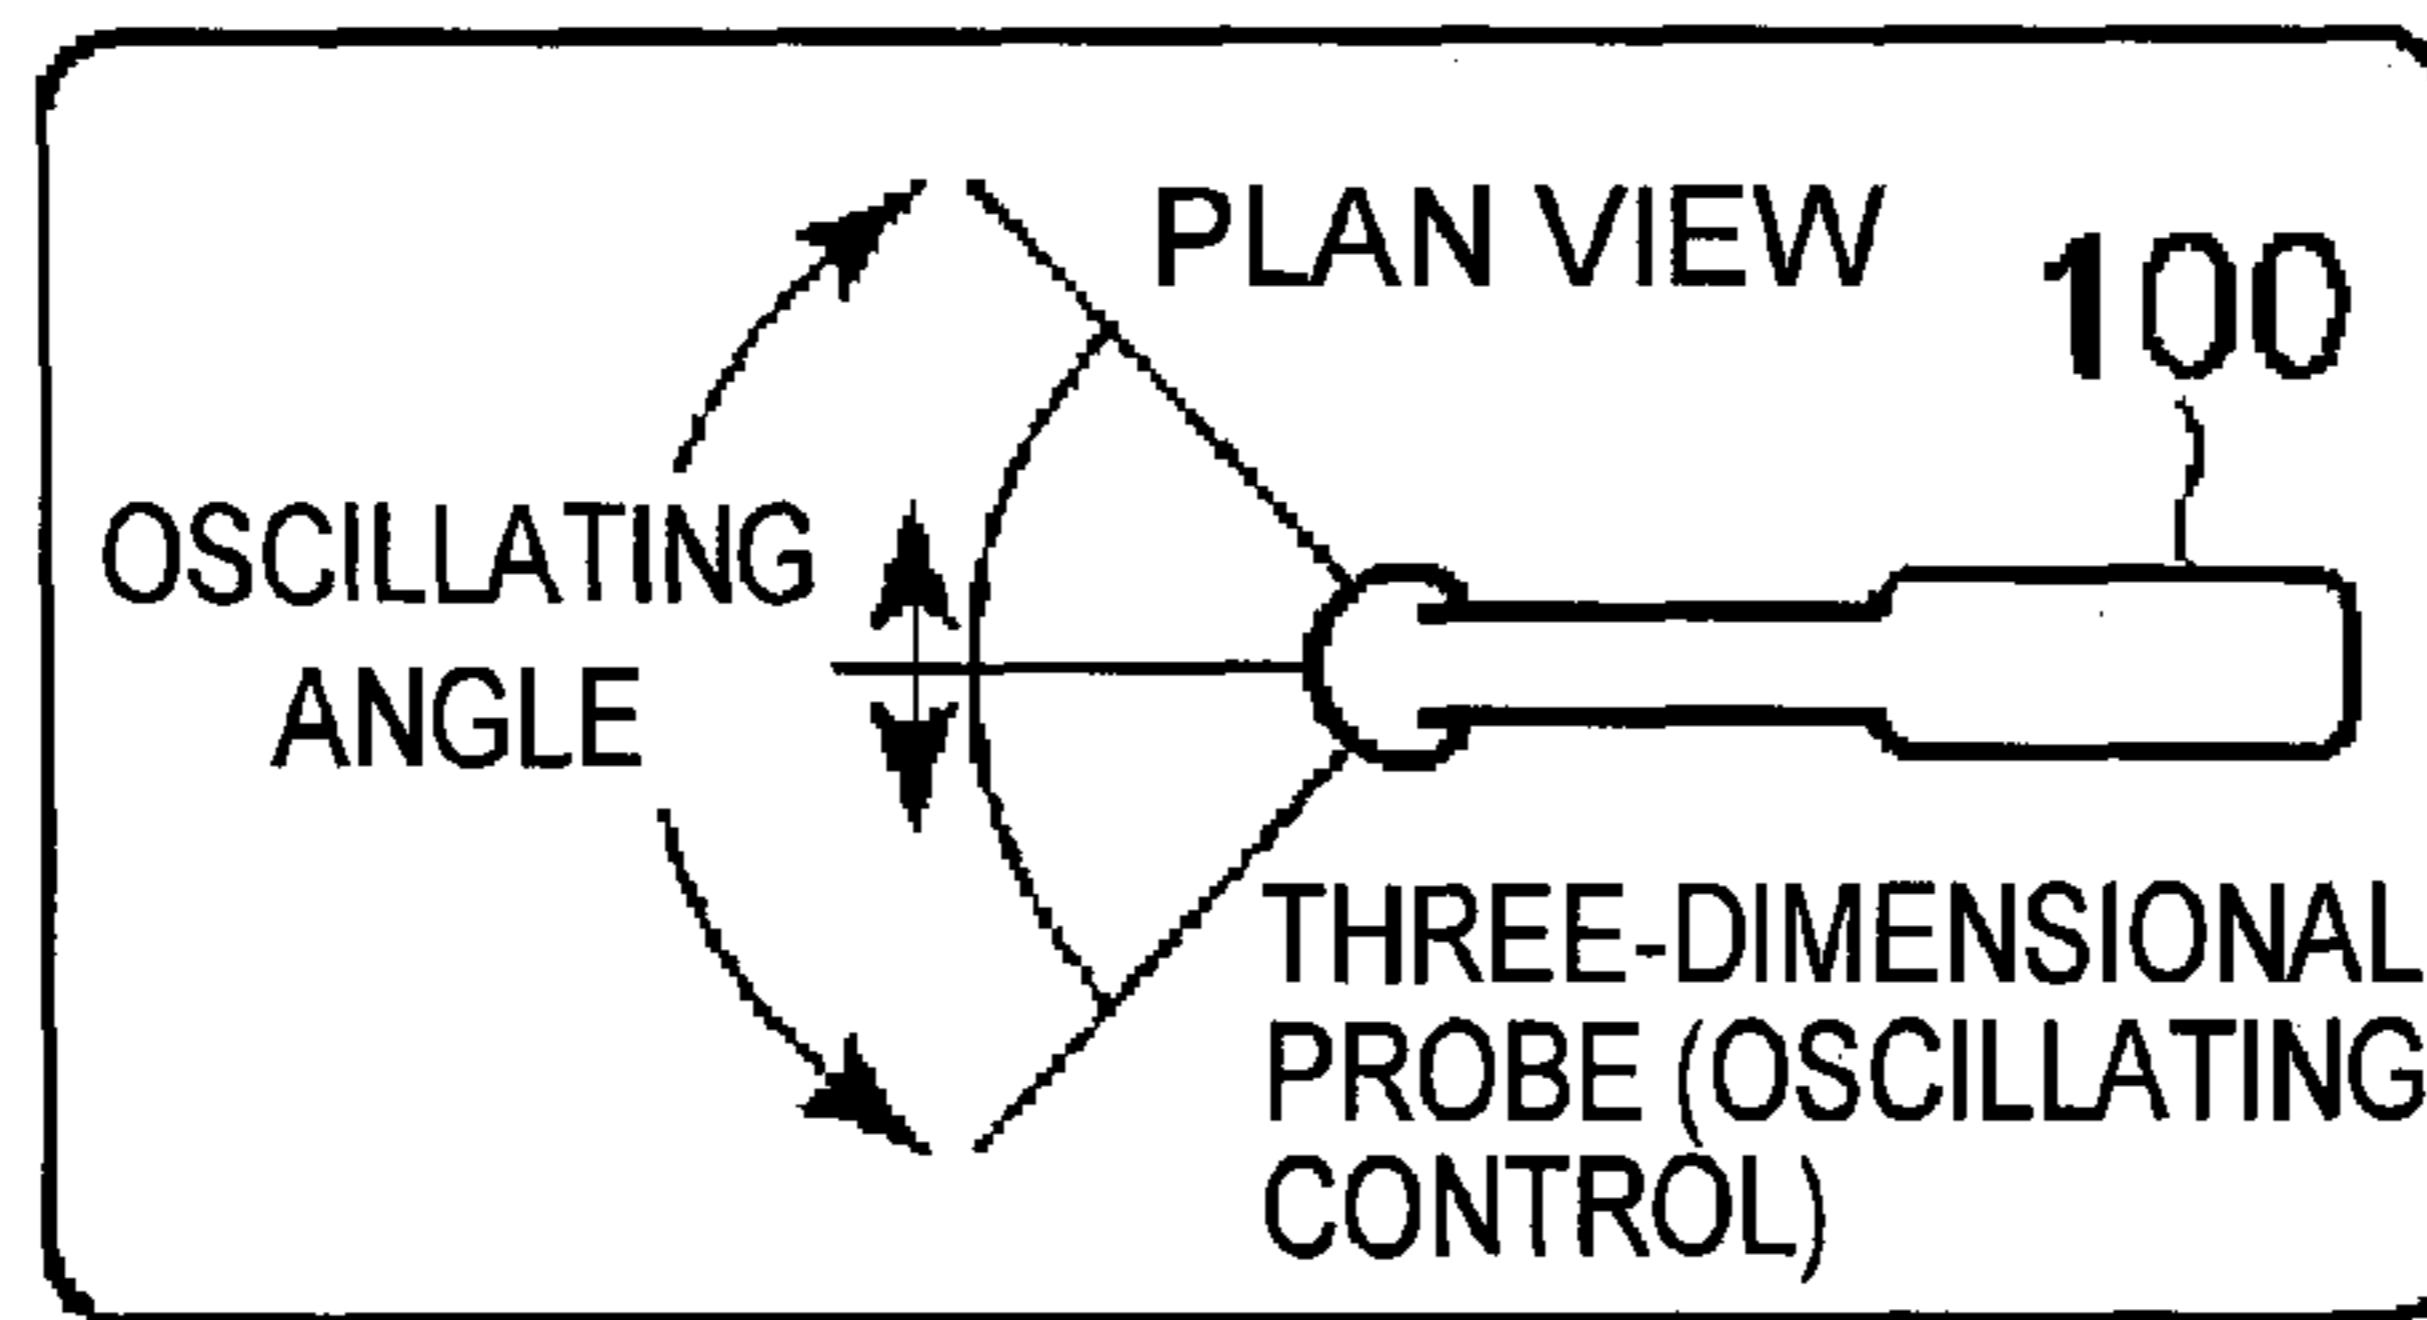 PLAN VIEW
100
OSCILLATING
ANGLE
THREE-DIMENSIONAL
PROBE (OSCILLATING
CONTROL)